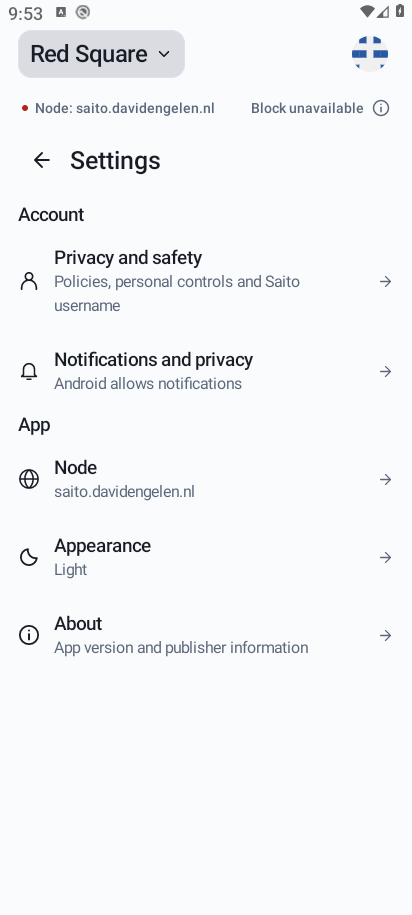 9:53
Red Square
Node: saito.davidengelen.nl
Block unavailable
Settings
Account
Privacy and safety
Policies, personal controls and Saito
username
Notifications and privacy
Android allows notifications
App
Node
saito.davidengelen.nl
Appearance
Light
About
App version and publisher information